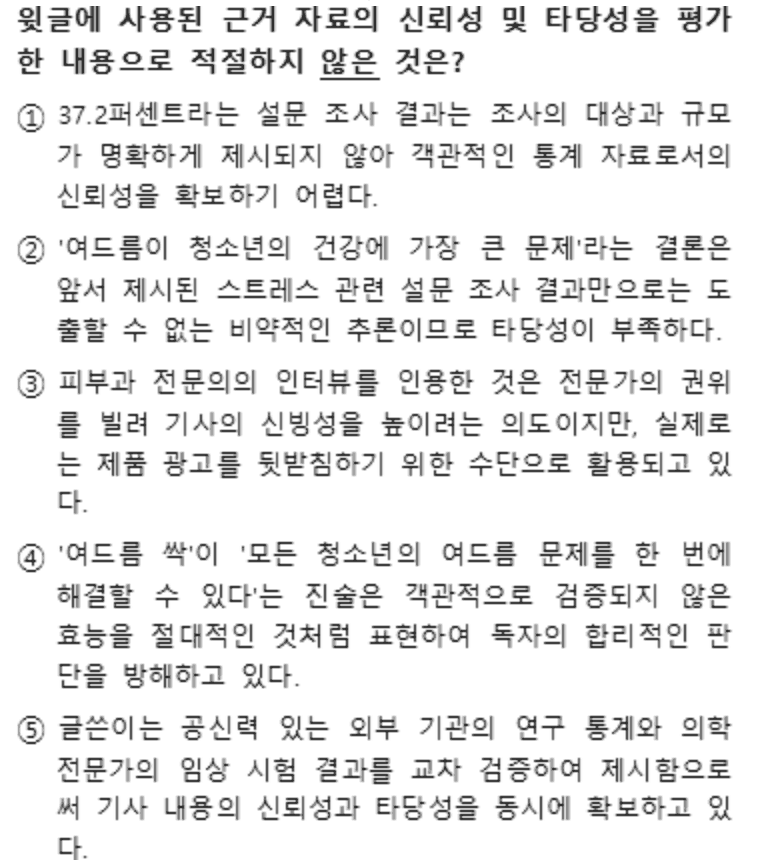 윗글에 사용된 근거 자료의 신뢰성 및 타당성을 평가
한 내용으로 적절하지 않은 것은?
① 37.2퍼센트라는 설문 조사 결과는 조사의 대상과 규모
가 명확하게 제시되지 않아 객관적인 통계 자료로서의
신뢰성을 확보하기 어렵다.
② '여드름이 청소년의 건강에 가장 큰 문제'라는 결론은
앞서 제시된 스트레스 관련 설문 조사 결과만으로는 도
출할 수 없는 비약적인 추론이므로 타당성이 부족하다.
③ 피부과 전문의의 인터뷰를 인용한 것은 전문가의 권위
를 빌려 기사의 신빙성을 높이려는 의도이지만, 실제로
는 제품 광고를 뒷받침하기 위한 수단으로 활용되고 있
다.
④ '여드름 싹'이 '모든 청소년의 여드름 문제를 한 번에
해결할 수 있다'는 진술은 객관적으로 검증되지 않은
효능을 절대적인 것처럼 표현하여 독자의 합리적인 판
단을 방해하고 있다.
⑤ 글쓴이는 공신력 있는 외부 기관의 연구 통계와 의학
전문가의 임상 시험 결과를 교차 검증하여 제시함으로
써 기사 내용의 신뢰성과 타당성을 동시에 확보하고 있
다.